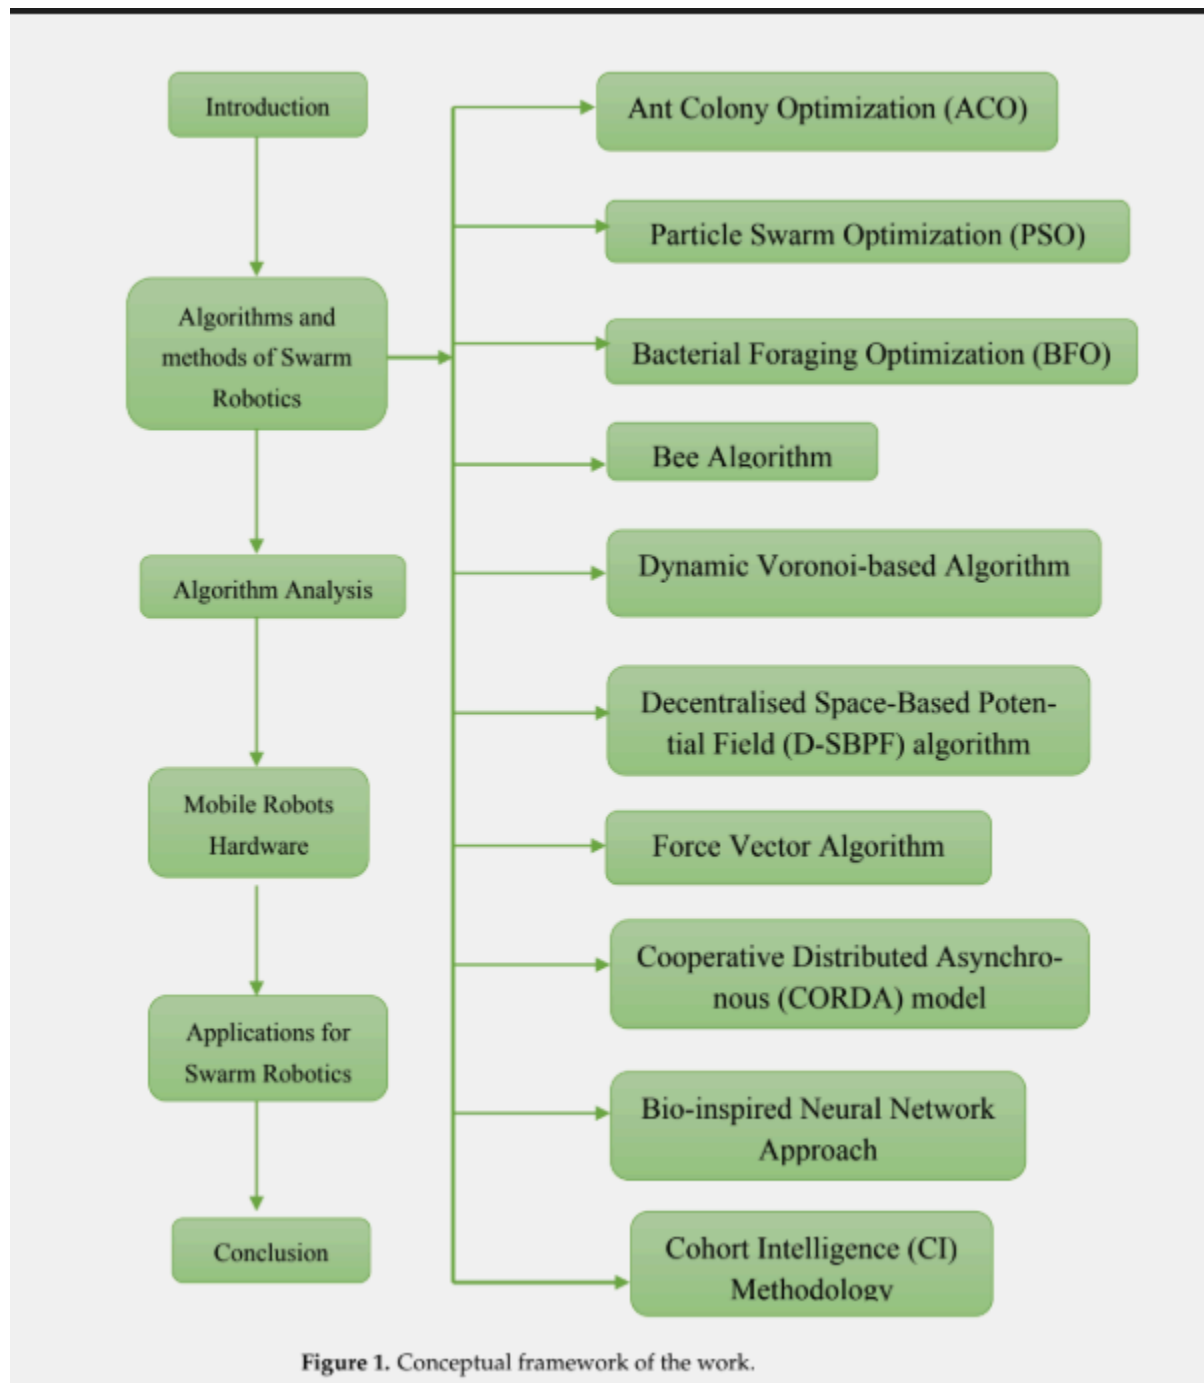 Introduction
Algorithms and
methods of Swarm
Robotics
Algorithm Analysis
Mobile Robots
Hardware
Applications for
Swarm Robotics
Conclusion
Ant Colony Optimization (ACO)
Particle Swarm Optimization (PSO)
Bacterial Foraging Optimization (BFO)
Bee Algorithm
Dynamic Voronoi-based Algorithm
Decentralised Space-Based Poten-
tial Field (D-SBPF) algorithm
Force Vector Algorithm
Cooperative Distributed Asynchro-
nous (CORDA) model
Bio-inspired Neural Network
Approach
Cohort Intelligence (CI)
Methodology
Figure 1. Conceptual framework of the work.